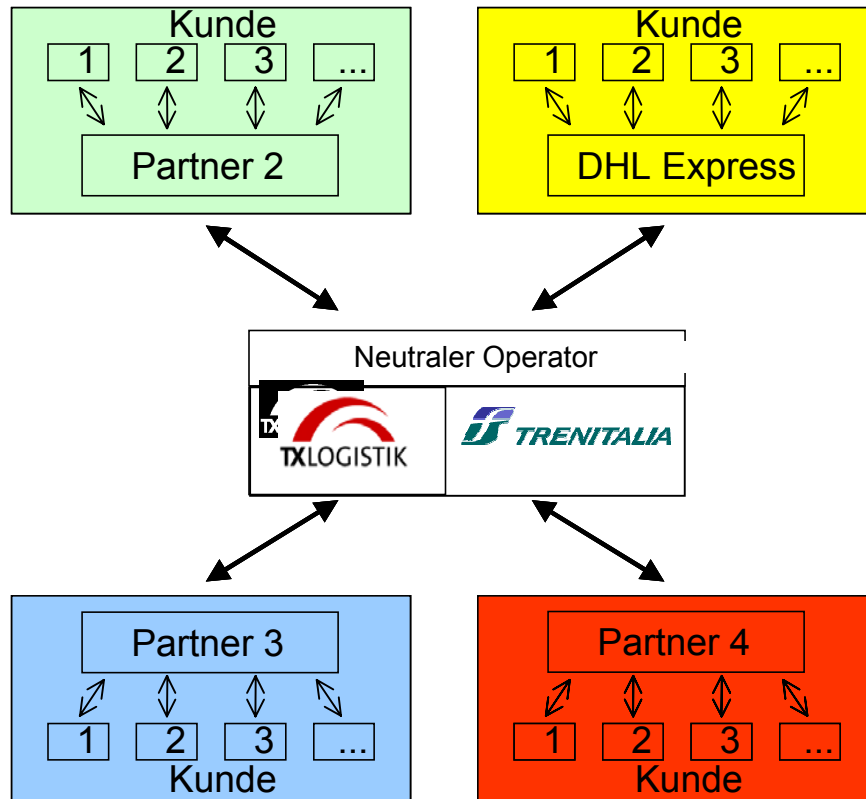 Kunde
1 2 3 ...
Partner 2
Kunde
1 2 3 ...
DHL Express
Neutraler Operator
TX
TXLOGISTIK
TRENITALIA
Partner 3
1 2 3 ...
Kunde
Partner 4
1 2 3 ...
Kunde